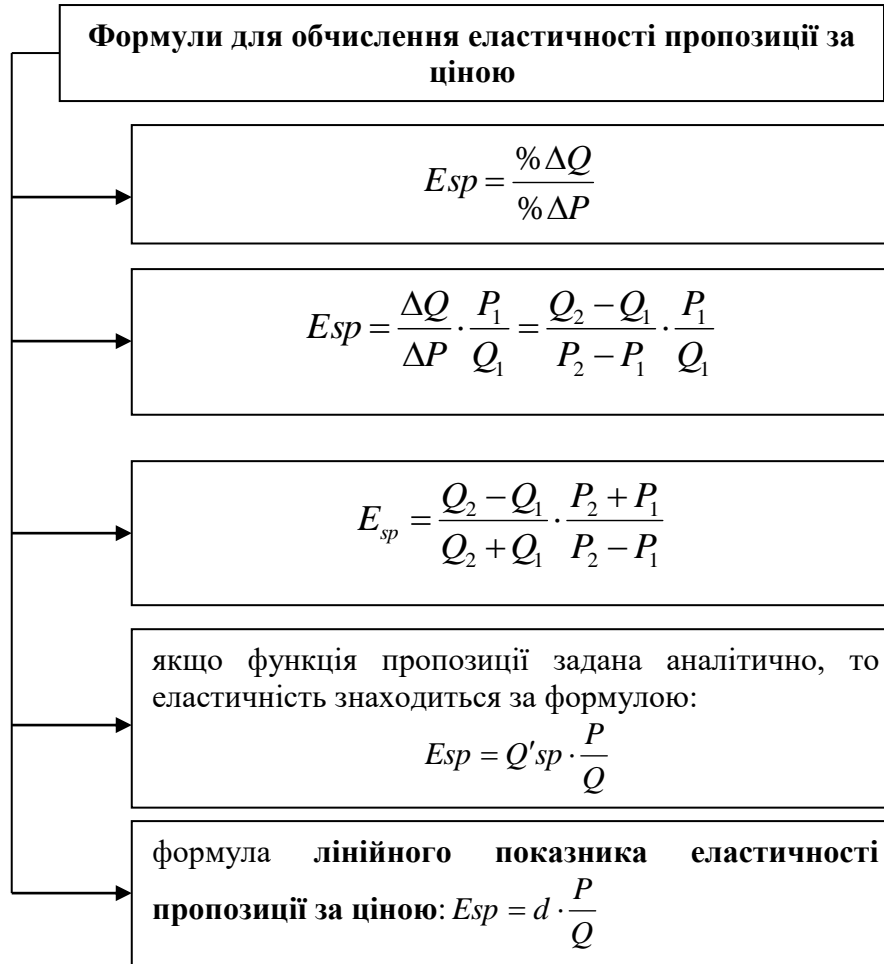 Формули для обчислення еластичності пропозиції за
ціною
Esp = %ΔQ / %ΔP
Esp = ΔQ/ΔP · P₁/Q₁ = (Q₂ − Q₁)/(P₂ − P₁) · P₁/Q₁
E_sp = (Q₂ − Q₁)/(Q₂ + Q₁) · (P₂ + P₁)/(P₂ − P₁)
якщо функція пропозиції задана аналітично, то
еластичність знаходиться за формулою:
Esp = Q′sp · P/Q
формула лінійного показника еластичності
пропозиції за ціною: Esp = d · P/Q